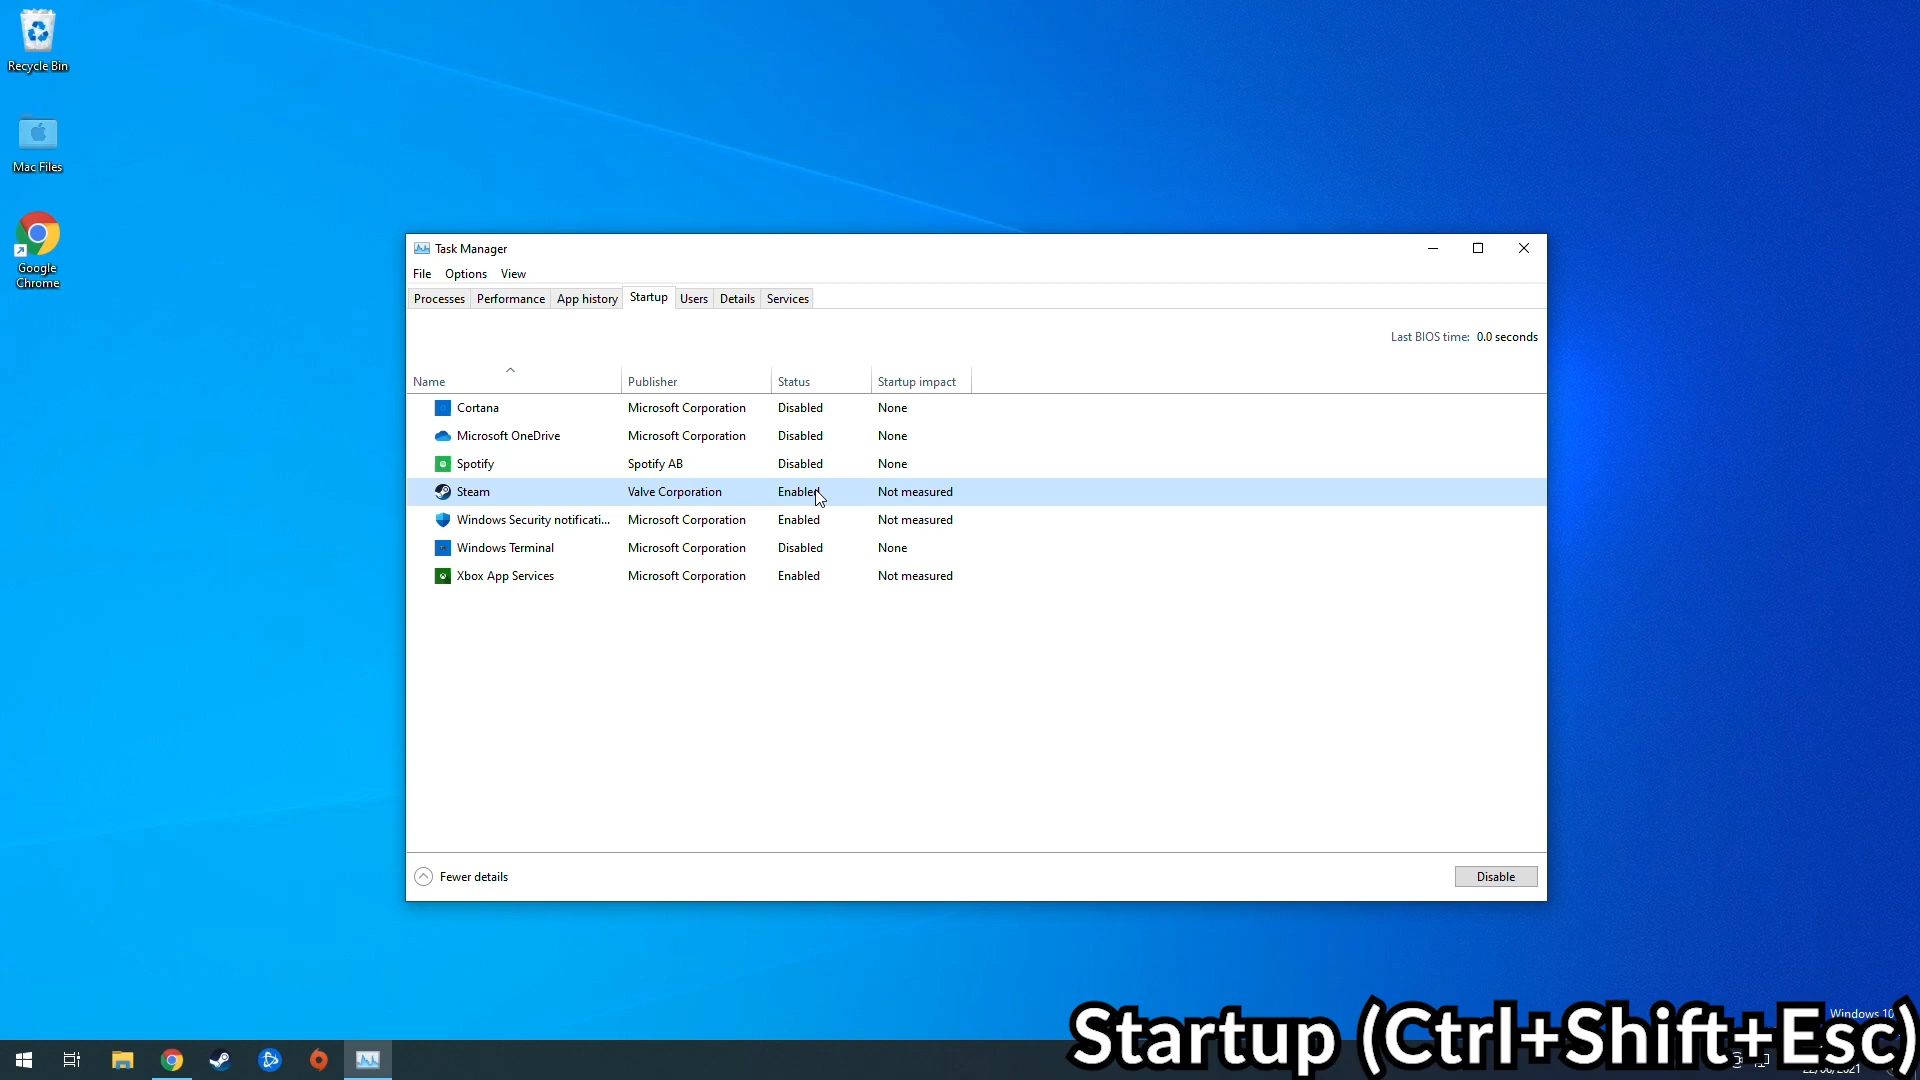 Recycle Bin
Mac Files
Google
Chrome
Task Manager
File Options View
Processes Performance App history Startup Users Details Services
Last BIOS time: 0.0 seconds
Name Publisher Status Startup impact
Cortana Microsoft Corporation Disabled None
Microsoft OneDrive Microsoft Corporation Disabled None
Spotify Spotify AB Disabled None
Steam Valve Corporation Enabled Not measured
Windows Security notificati... Microsoft Corporation Enabled Not measured
Windows Terminal Microsoft Corporation Disabled None
Xbox App Services Microsoft Corporation Enabled Not measured
Fewer details Disable
Windows 10
Startup (Ctrl+Shift+Esc)